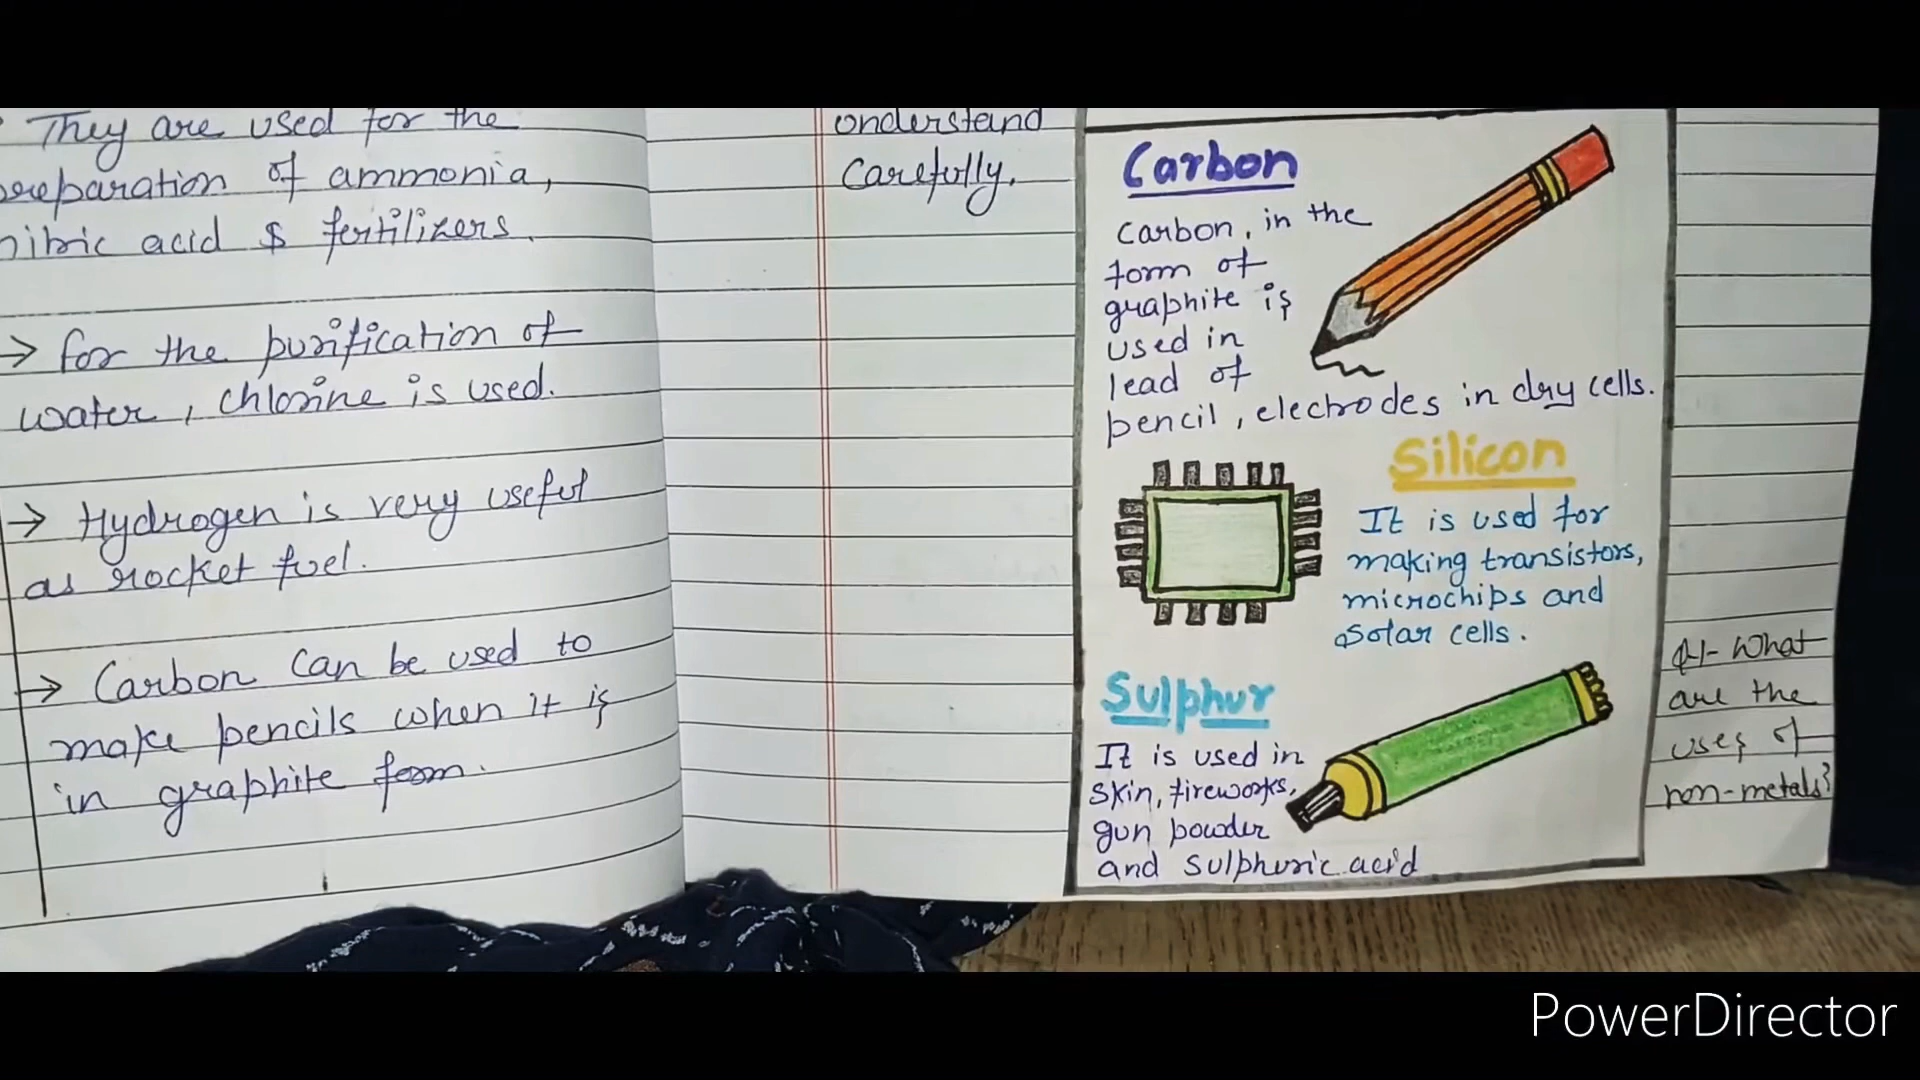 They are used for the
preparation of ammonia,
nitric acid & fertilizers.
→ for the purification of
water, chlorine is used.
→ Hydrogen is very useful
as rocket fuel.
→ Carbon can be used to
make pencils when it is
in graphite form.
understand
carefully.
Carbon
Carbon, in the
form of
graphite is
used in
lead of
pencil, electrodes in dry cells.
Silicon
It is used for
making transistors,
microchips and
solar cells.
Sulphur
It is used in
skin, fireworks,
gun powder
and sulphuric acid
Q1- What
are the
uses of
non-metals?
PowerDirector